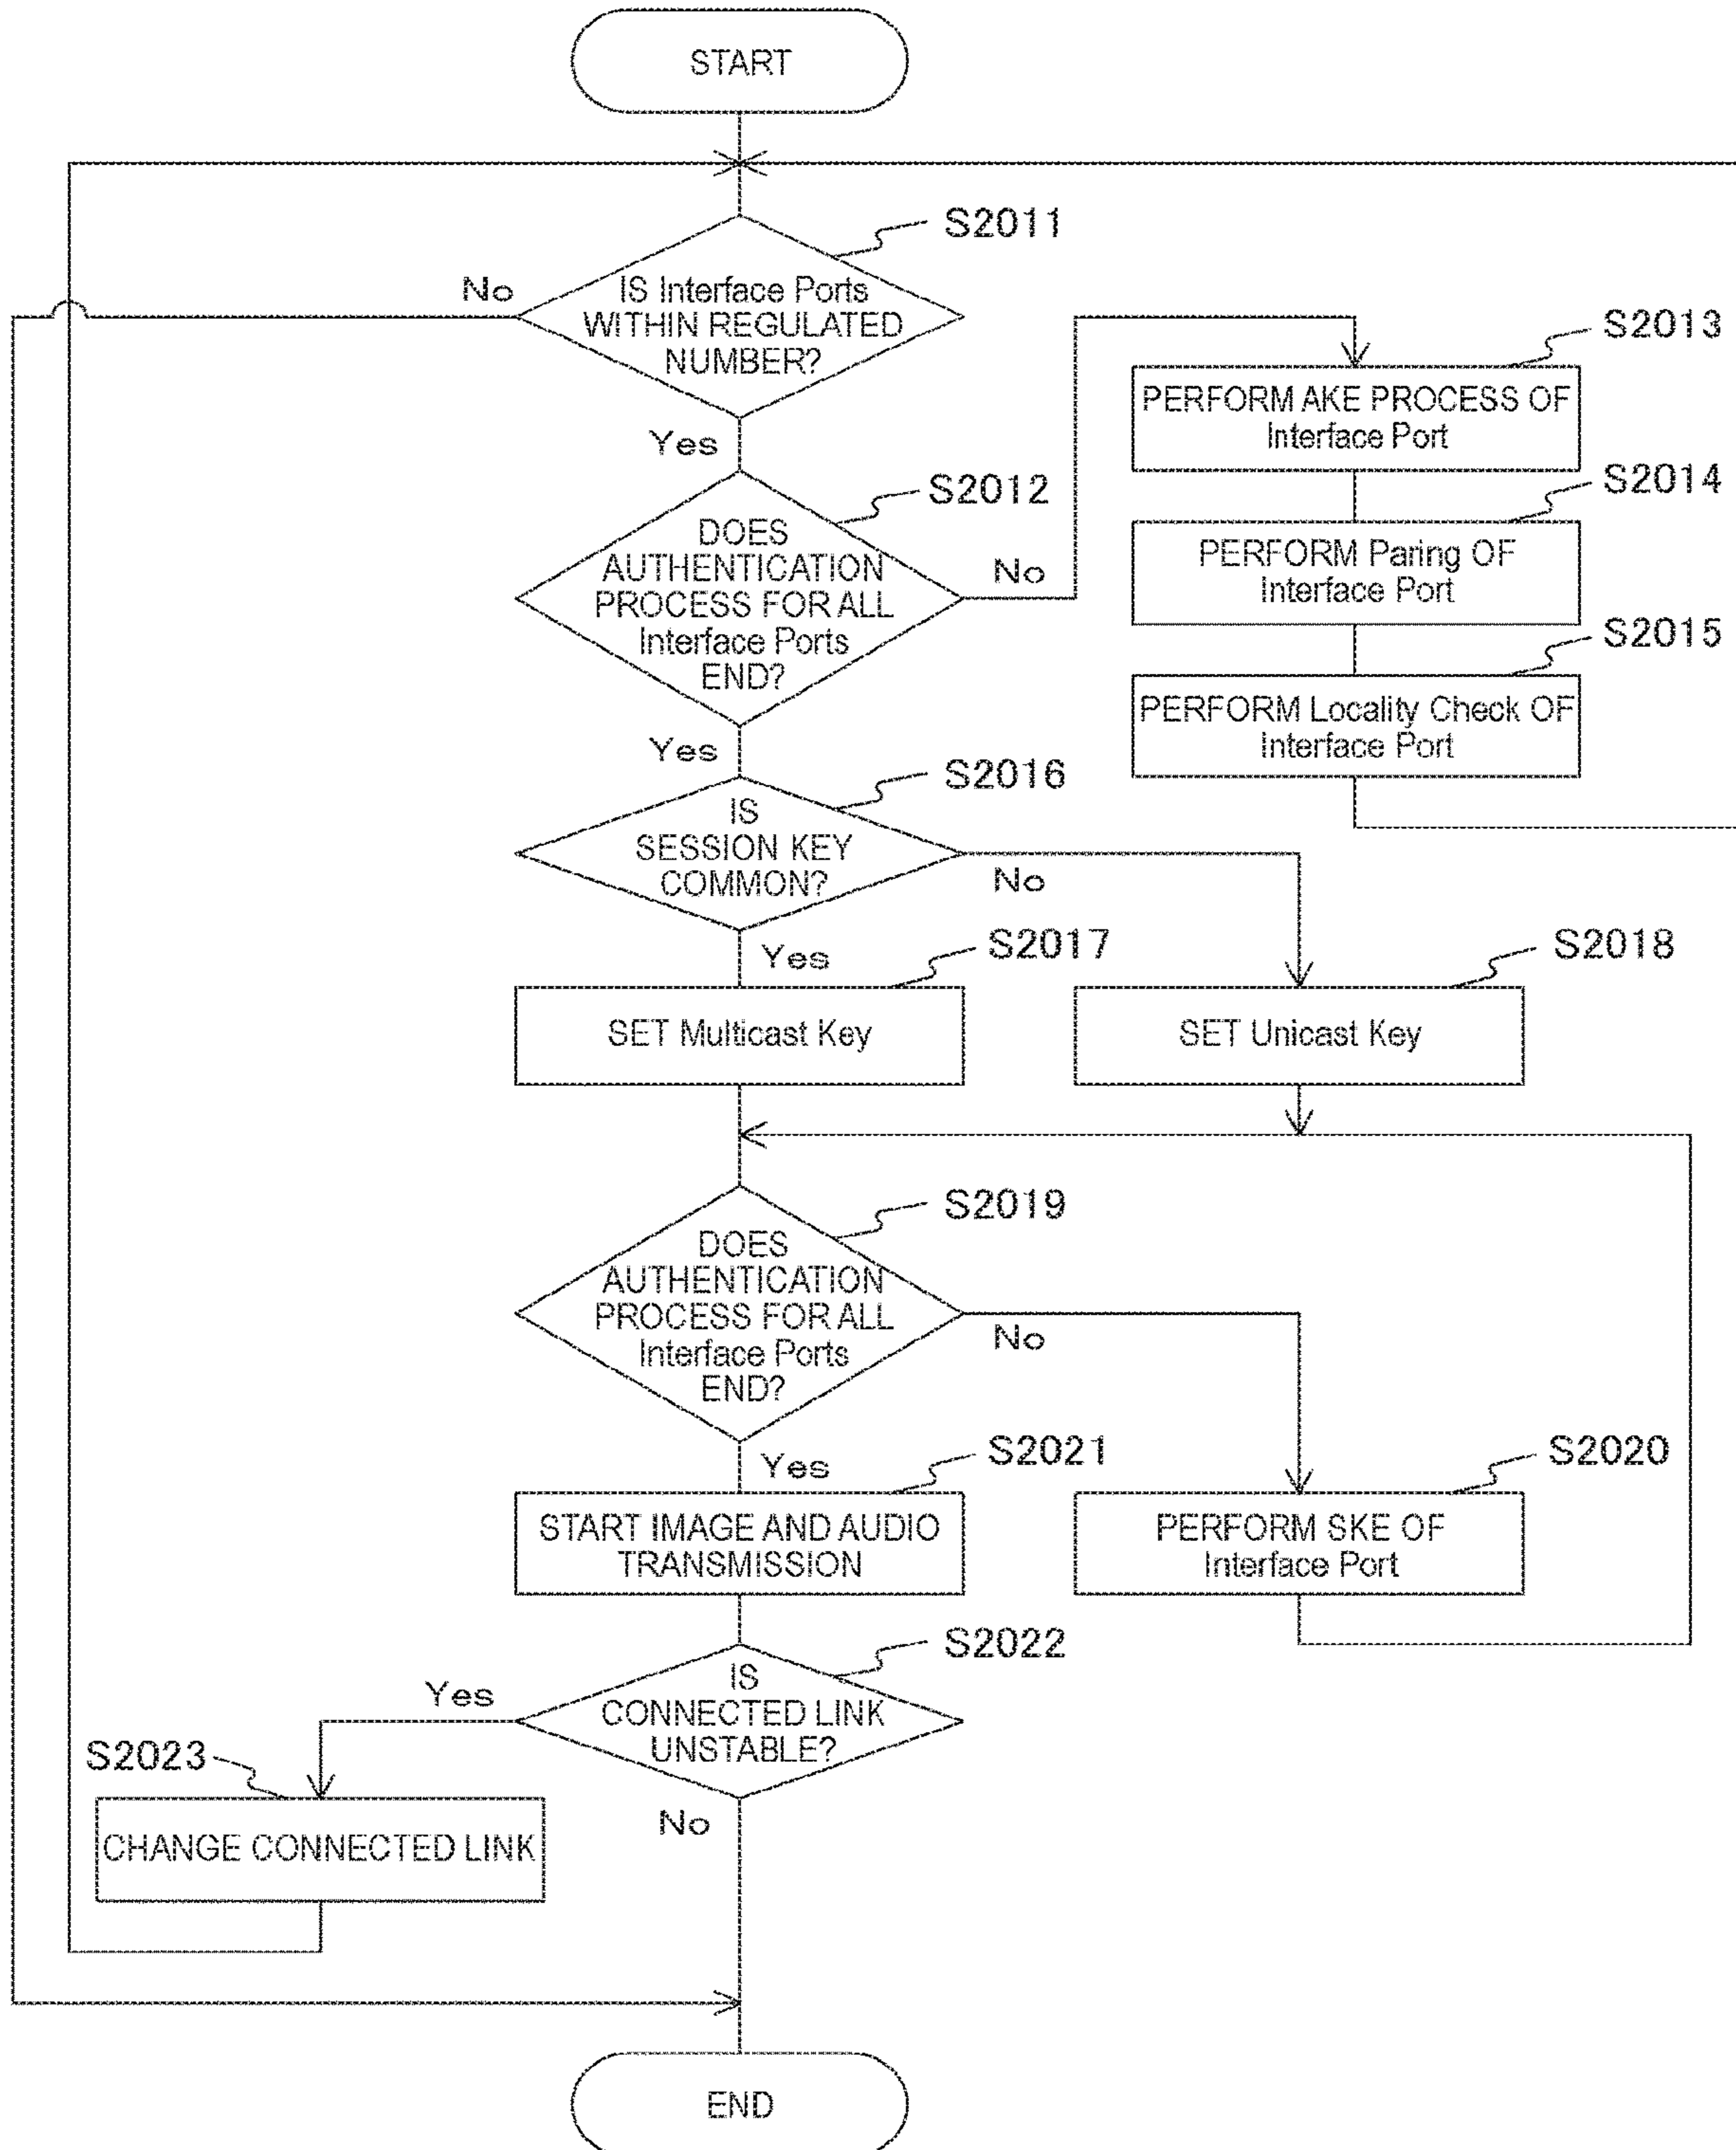 START
S2011
No
IS Interface Ports
WITHIN REGULATED
NUMBER?
Yes
S2013
PERFORM AKE PROCESS OF
Interface Port
S2012
DOES
AUTHENTICATION
PROCESS FOR ALL
Interface Ports
END?
No
S2014
PERFORM Paring OF
Interface Port
S2015
PERFORM Locality Check OF
Interface Port
Yes
S2016
IS
SESSION KEY
COMMON?
No
Yes
S2017
SET Multicast Key
S2018
SET Unicast Key
S2019
DOES
AUTHENTICATION
PROCESS FOR ALL
Interface Ports
END?
No
Yes
S2021
START IMAGE AND AUDIO
TRANSMISSION
S2020
PERFORM SKE OF
Interface Port
S2022
IS
CONNECTED LINK
UNSTABLE?
Yes
S2023
CHANGE CONNECTED LINK
No
END